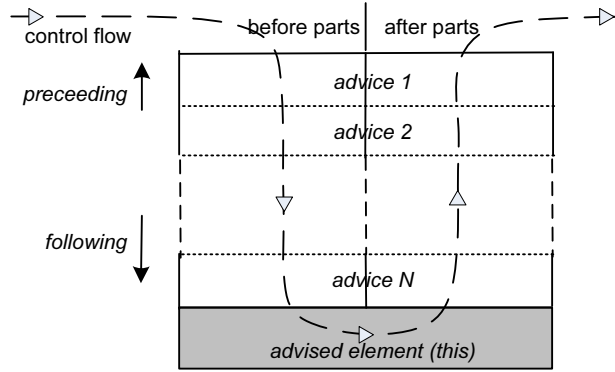 before parts after parts
control flow
advice 1
preceeding
advice 2
following
advice N
advised element (this)